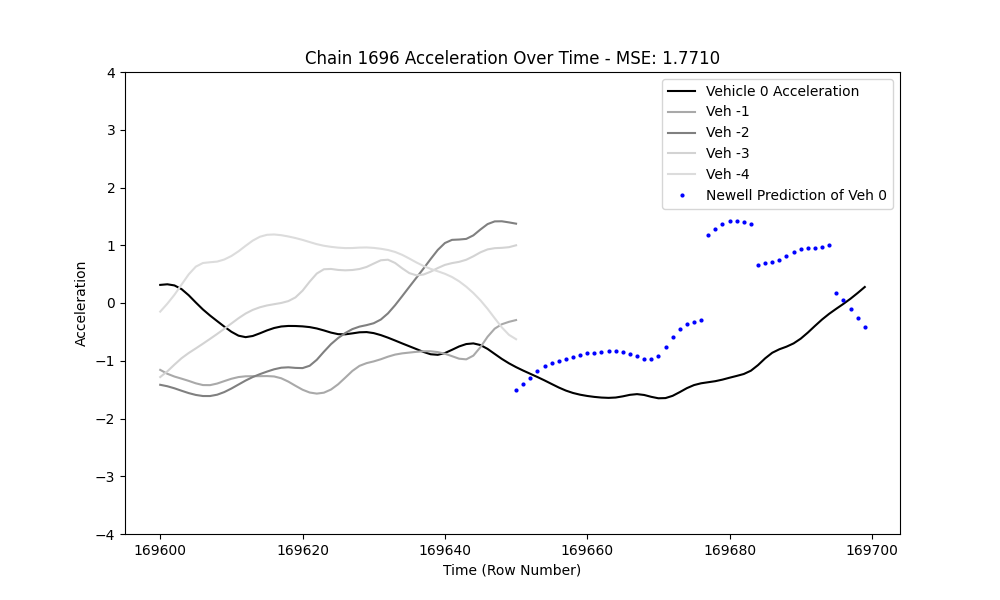 Chain 1696 Acceleration Over Time - MSE: 1.7710
Acceleration
4
3
2
1
0
−1
−2
−3
−4
Vehicle 0 Acceleration
Veh -1
Veh -2
Veh -3
Veh -4
Newell Prediction of Veh 0
169600 169620 169640 169660 169680 169700
Time (Row Number)